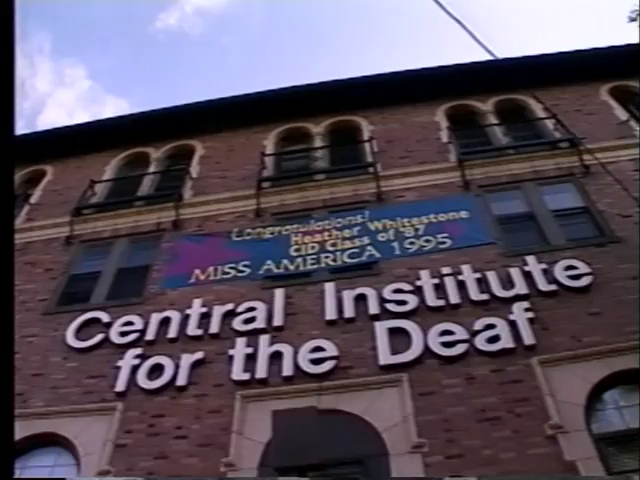 Congratulations!
Heather Whitestone
CID Class of '87
MISS AMERICA 1995
Central Institute
for the Deaf